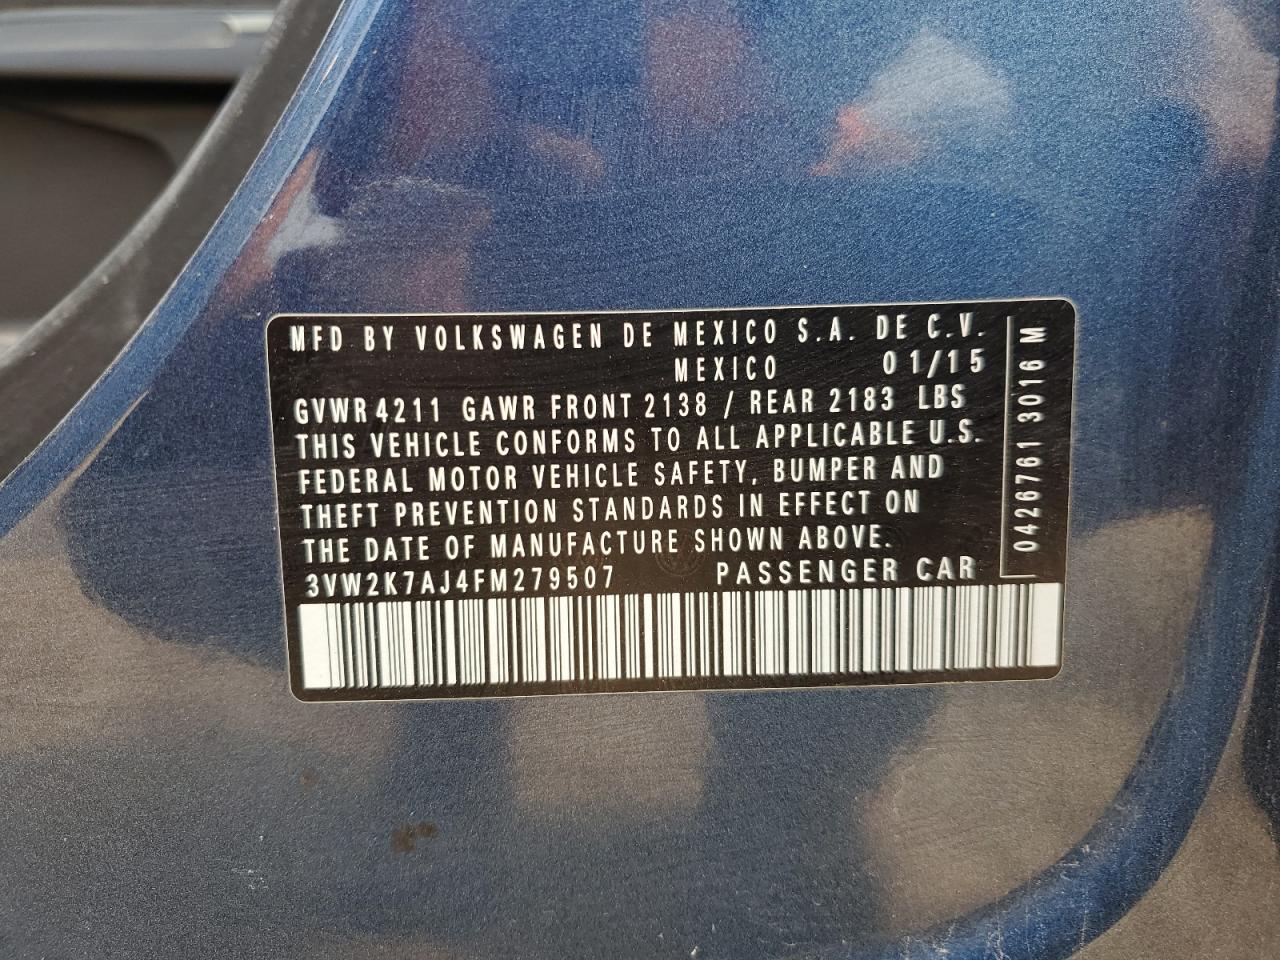 MFD BY VOLKSWAGEN DE MEXICO S.A. DE C.V.
MEXICO 01/15
GVWR 4211 GAWR FRONT 2138 / REAR 2183 LBS
THIS VEHICLE CONFORMS TO ALL APPLICABLE U.S.
FEDERAL MOTOR VEHICLE SAFETY, BUMPER AND
THEFT PREVENTION STANDARDS IN EFFECT ON
THE DATE OF MANUFACTURE SHOWN ABOVE.
3VW2K7AJ4FM279507 PASSENGER CAR
0426761 3016 M